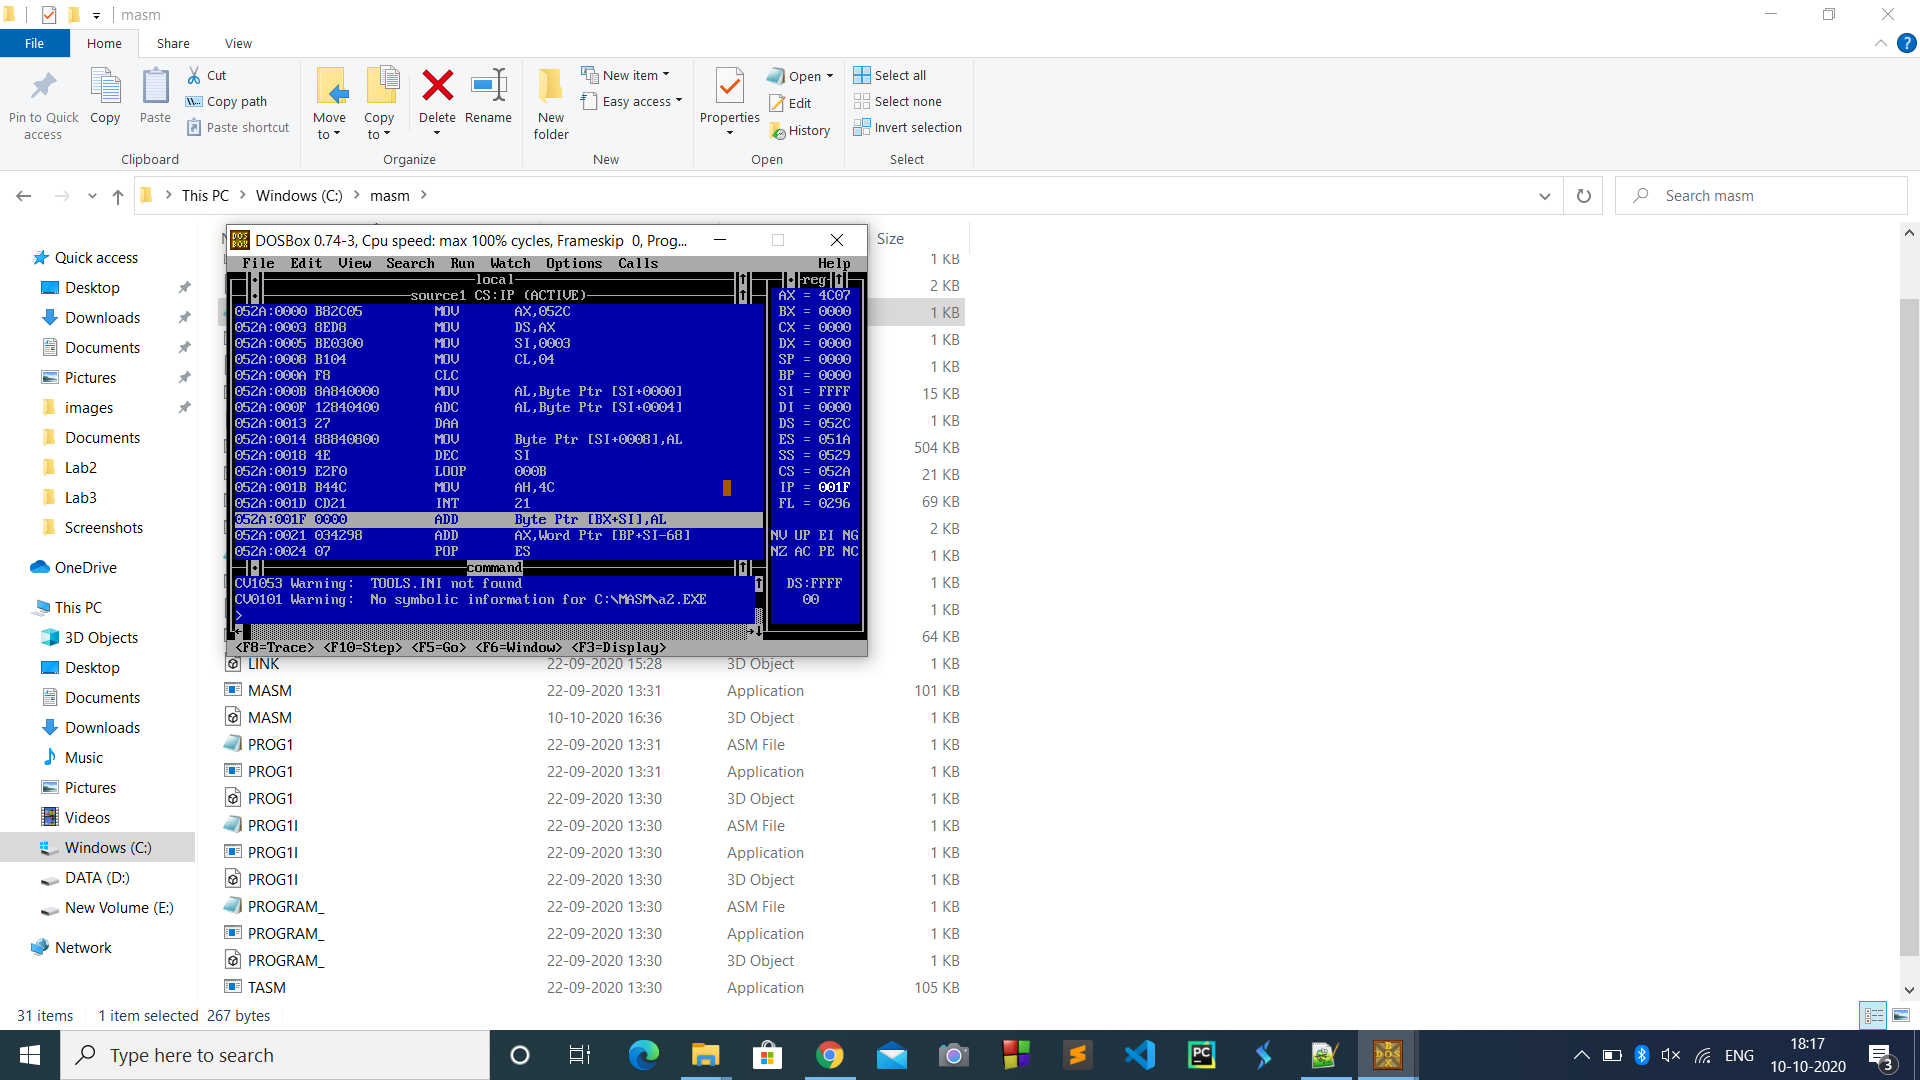 masm
File Home Share View
Pin to Quick access
Copy
Paste
Cut
Copy path
Paste shortcut
Clipboard
Move to
Copy to
Delete
Rename
Organize
New folder
New item
Easy access
New
Properties
Open
Edit
History
Open
Select all
Select none
Invert selection
Select
This PC > Windows (C:) > masm >
Search masm
Quick access
Desktop
Downloads
Documents
Pictures
images
Documents
Lab2
Lab3
Screenshots
OneDrive
This PC
3D Objects
Desktop
Documents
Downloads
Music
Pictures
Videos
Windows (C:)
DATA (D:)
New Volume (E:)
Network
Size
1 KB
2 KB
1 KB
1 KB
1 KB
15 KB
1 KB
504 KB
21 KB
69 KB
2 KB
1 KB
1 KB
1 KB
64 KB
DOSBox 0.74-3, Cpu speed: max 100% cycles, Frameskip 0, Prog...
File Edit View Search Run Watch Options Calls Help
local
source1 CS:IP (ACTIVE)
052A:0000 B82C05 MOV AX,052C
052A:0003 8ED8 MOV DS,AX
052A:0005 BE0300 MOV SI,0003
052A:0008 B104 MOV CL,04
052A:000A F8 CLC
052A:000B 8A840000 MOV AL,Byte Ptr [SI+0000]
052A:000F 12840400 ADC AL,Byte Ptr [SI+0004]
052A:0013 27 DAA
052A:0014 88840800 MOV Byte Ptr [SI+0008],AL
052A:0018 4E DEC SI
052A:0019 E2F0 LOOP 000B
052A:001B B44C MOV AH,4C
052A:001D CD21 INT 21
052A:001F 0000 ADD Byte Ptr [BX+SI],AL
052A:0021 034298 ADD AX,Word Ptr [BP+SI-68]
052A:0024 07 POP ES
command
CV1053 Warning: TOOLS.INI not found
CV0101 Warning: No symbolic information for C:\MASM\a2.EXE
>
<F8=Trace> <F10=Step> <F5=Go> <F6=Window> <F3=Display>
reg
AX = 4C07
BX = 0000
CX = 0000
DX = 0000
SP = 0000
BP = 0000
SI = FFFF
DI = 0000
DS = 052C
ES = 051A
SS = 0529
CS = 052A
IP = 001F
FL = 0296
NV UP EI NG
NZ AC PE NC
DS:FFFF
00
LINK 22-09-2020 15:28 3D Object 1 KB
MASM 22-09-2020 13:31 Application 101 KB
MASM 10-10-2020 16:36 3D Object 1 KB
PROG1 22-09-2020 13:31 ASM File 1 KB
PROG1 22-09-2020 13:31 Application 1 KB
PROG1 22-09-2020 13:30 3D Object 1 KB
PROG1I 22-09-2020 13:30 ASM File 1 KB
PROG1I 22-09-2020 13:30 Application 1 KB
PROG1I 22-09-2020 13:30 3D Object 1 KB
PROGRAM_ 22-09-2020 13:30 ASM File 1 KB
PROGRAM_ 22-09-2020 13:30 Application 1 KB
PROGRAM_ 22-09-2020 13:30 3D Object 1 KB
TASM 22-09-2020 13:30 Application 105 KB
31 items 1 item selected 267 bytes
Type here to search
ENG
18:17
10-10-2020
3